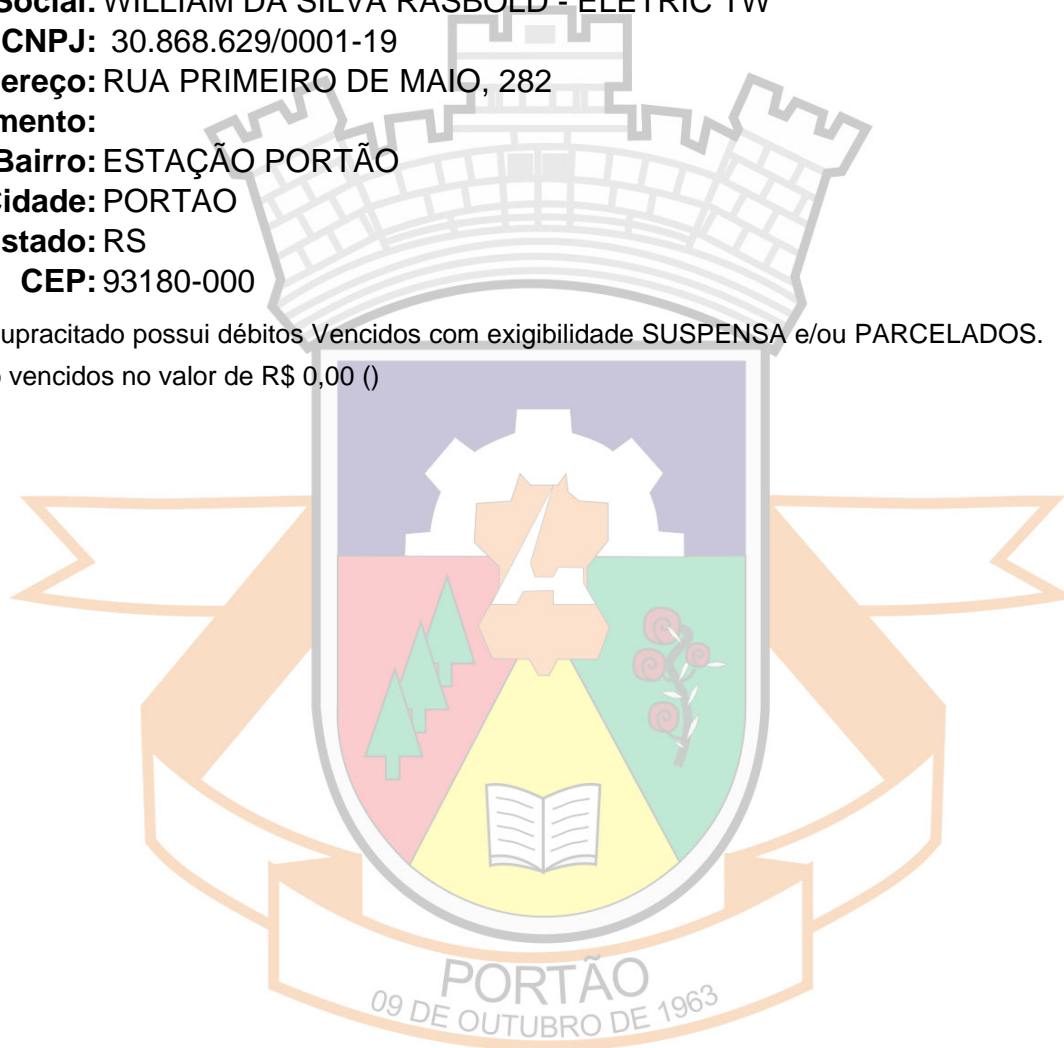 Social: WILLIAM DA SILVA RASBOLD - ELETRIC TW
CNPJ: 30.868.629/0001-19
ereço: RUA PRIMEIRO DE MAIO, 282
mento:
Bairro: ESTAÇÃO PORTÃO
Cidade: PORTAO
stado: RS
CEP: 93180-000
upracitado possui débitos Vencidos com exigibilidade SUSPENSA e/ou PARCELADOS.
o vencidos no valor de R$ 0,00 ()
PORTÃO
09 DE OUTUBRO DE 1963